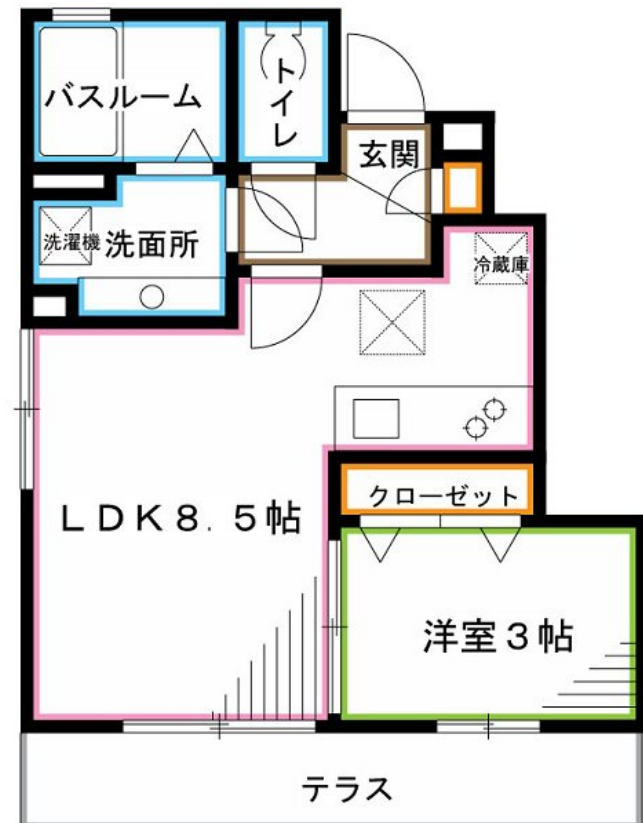 バスルーム
トイレ
玄関
洗濯機
洗面所
冷蔵庫
クローゼット
LDK8.5帖
洋室3帖
テラス